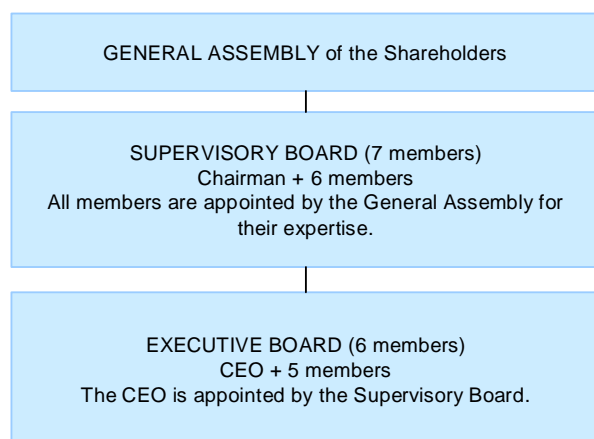 GENERAL ASSEMBLY of the Shareholders
SUPERVISORY BOARD (7 members)
Chairman + 6 members
All members are appointed by the General Assembly for
their expertise.
EXECUTIVE BOARD (6 members)
CEO + 5 members
The CEO is appointed by the Supervisory Board.